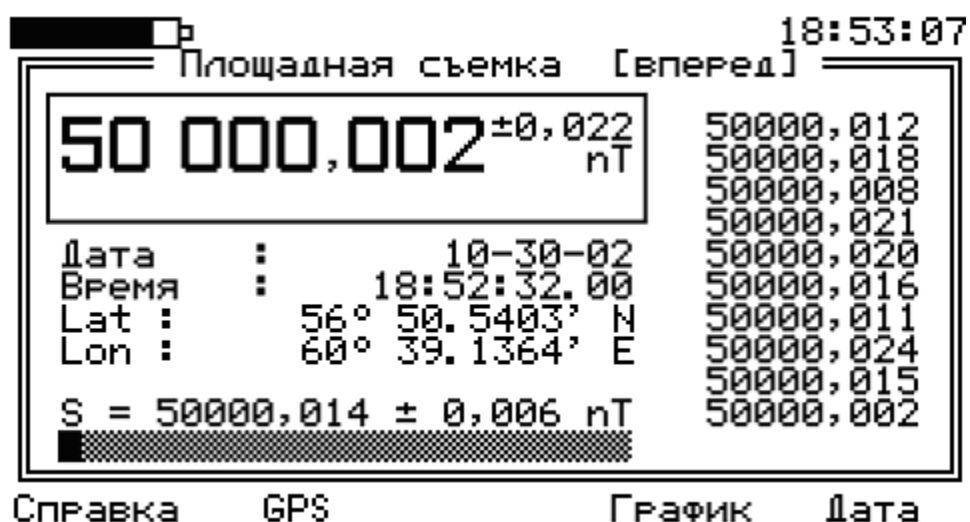 18:53:07
Площадная съемка [вперед]
50 000,002 ±0,022 nT
50000,012
50000,018
50000,008
50000,021
50000,020
50000,016
50000,011
50000,024
50000,015
50000,002
Дата : 10-30-02
Время : 18:52:32.00
Lat : 56° 50.5403’ N
Lon : 60° 39.1364’ E
S = 50000,014 ± 0,006 nT
Справка GPS График Дата